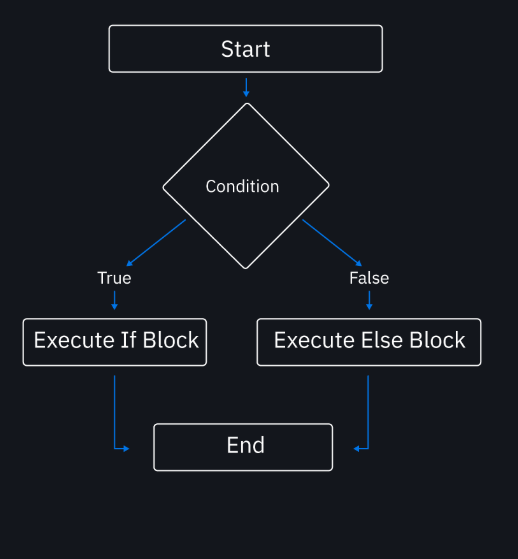 Start
Condition
True
False
Execute If Block
Execute Else Block
End